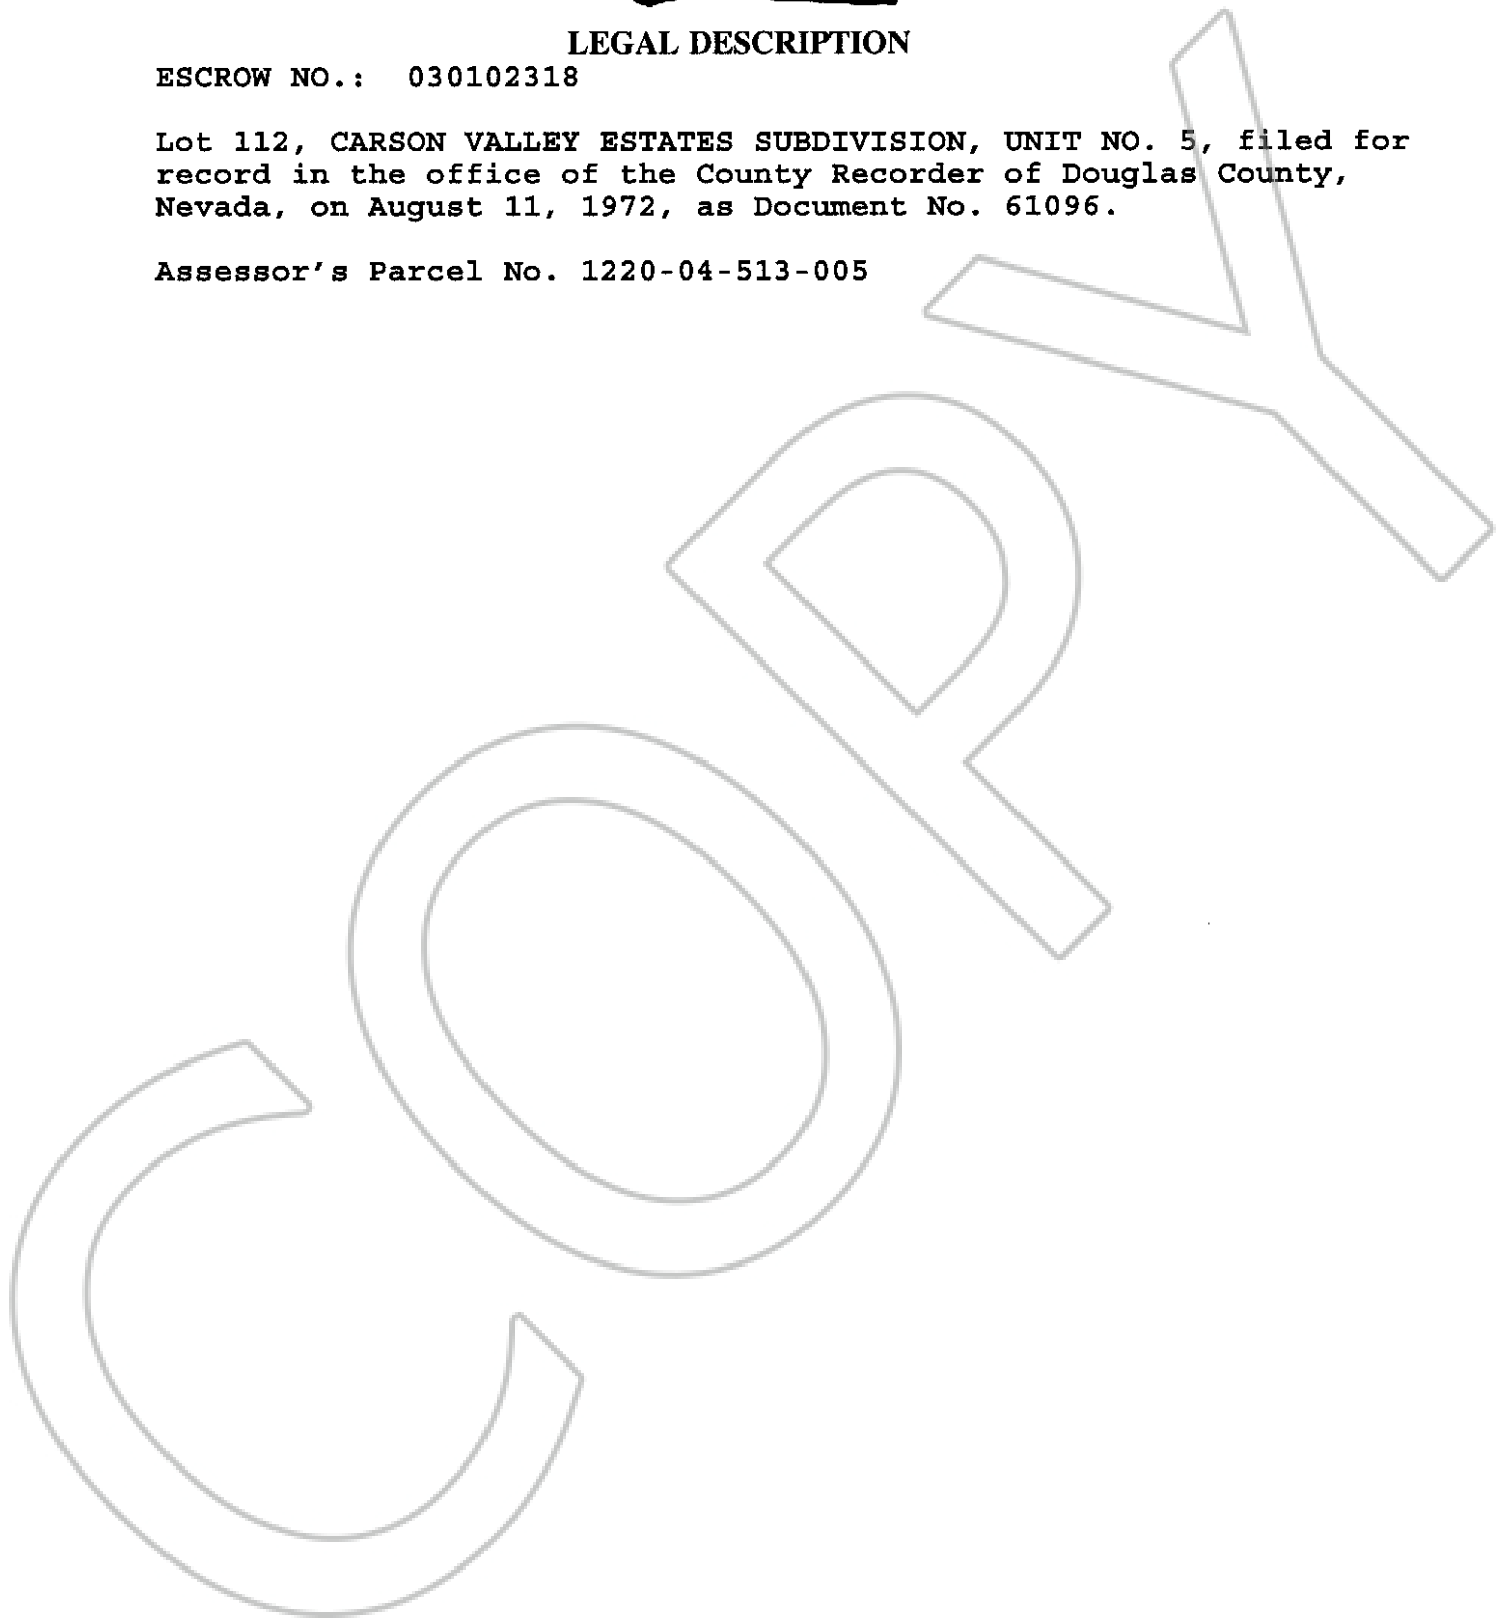 LEGAL DESCRIPTION
ESCROW NO.: 030102318
Lot 112, CARSON VALLEY ESTATES SUBDIVISION, UNIT NO. 5, filed for
record in the office of the County Recorder of Douglas County,
Nevada, on August 11, 1972, as Document No. 61096.
Assessor's Parcel No. 1220-04-513-005
COPY